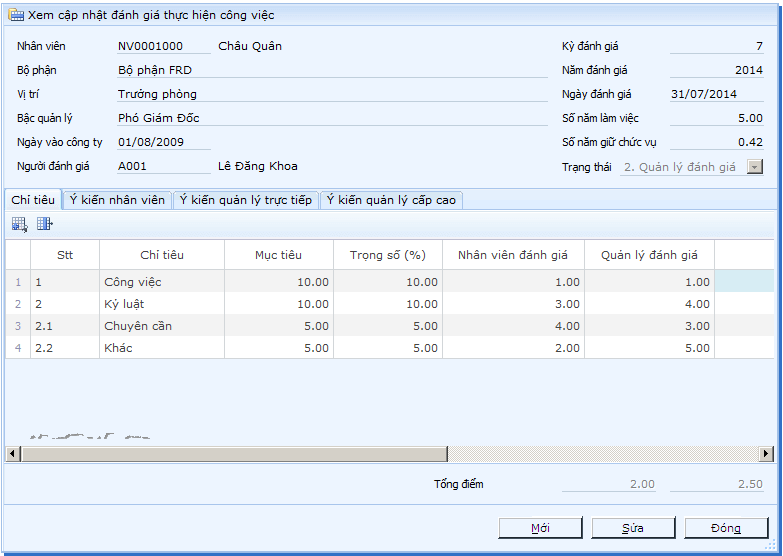 Xem cập nhật đánh giá thực hiện công việc
Nhân viên NV0001000 Châu Quân Kỳ đánh giá 7
Bộ phận Bộ phận FRD Năm đánh giá 2014
Vị trí Trưởng phòng Ngày đánh giá 31/07/2014
Bậc quản lý Phó Giám Đốc Số năm làm việc 5.00
Ngày vào công ty 01/08/2009 Số năm giữ chức vụ 0.42
Người đánh giá A001 Lê Đăng Khoa Trạng thái 2. Quản lý đánh giá
Chỉ tiêu Ý kiến nhân viên Ý kiến quản lý trực tiếp Ý kiến quản lý cấp cao
Stt Chỉ tiêu Mục tiêu Trọng số (%) Nhân viên đánh giá Quản lý đánh giá
1 1 Công việc 10.00 10.00 1.00 1.00
2 2 Kỷ luật 10.00 10.00 3.00 4.00
3 2.1 Chuyên cần 5.00 5.00 4.00 3.00
4 2.2 Khác 5.00 5.00 2.00 5.00
Tổng điểm 2.00 2.50
Mới Sửa Đóng